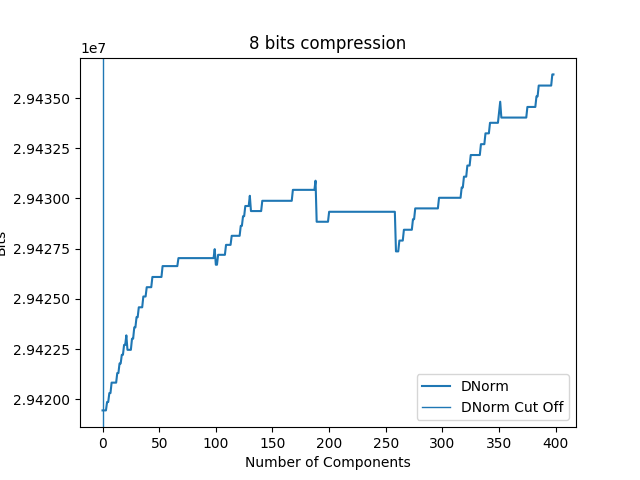 8 bits compression
1e7
2.94350
2.94325
2.94300
2.94275
2.94250
2.94225
2.94200
Bits
0 50 100 150 200 250 300 350 400
Number of Components
DNorm
DNorm Cut Off